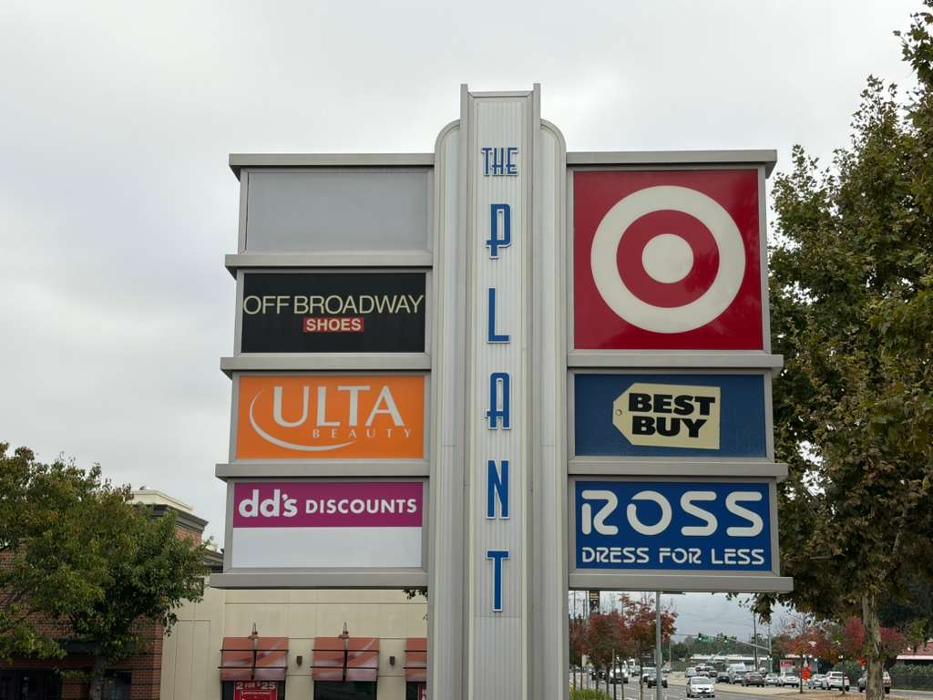 THE
PLANT
OFF BROADWAY
SHOES
ULTA
BEAUTY
dd's DISCOUNTS
BEST
BUY
ROSS
DRESS FOR LESS